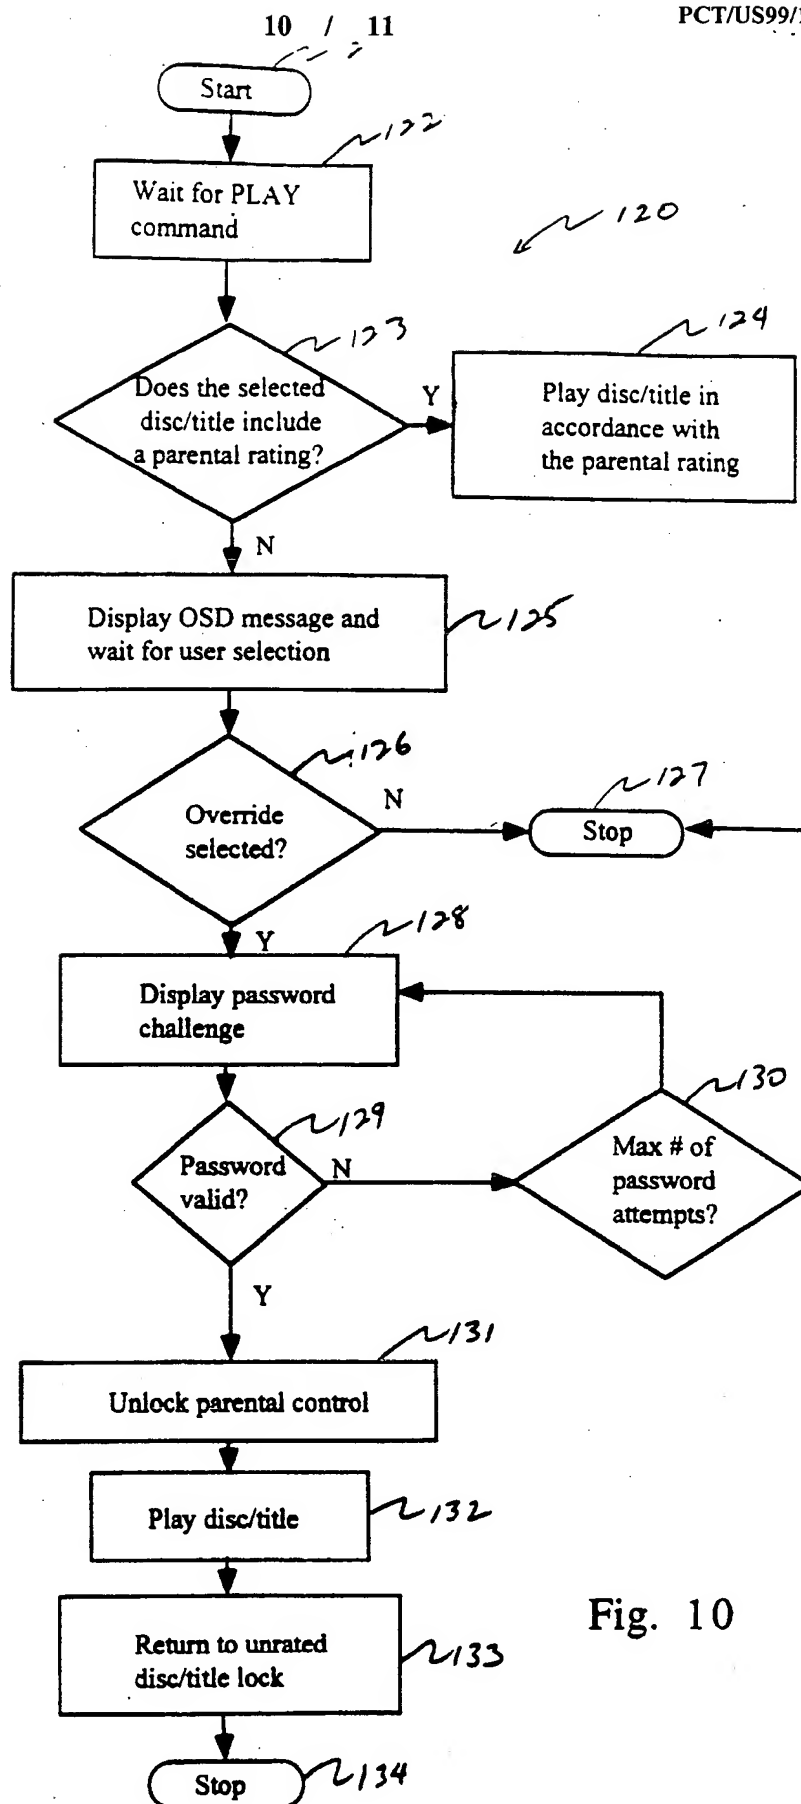 10 / 11
PCT/US99/
Start
122
Wait for PLAY
command
120
123
124
Does the selected
disc/title include
a parental rating?
Y
Play disc/title in
accordance with
the parental rating
N
Display OSD message and
wait for user selection
125
126
127
Override
selected?
N
Stop
Y
128
Display password
challenge
129
130
Password
valid?
N
Max # of
password
attempts?
Y
131
Unlock parental control
Play disc/title
132
Fig. 10
Return to unrated
disc/title lock
133
Stop
134